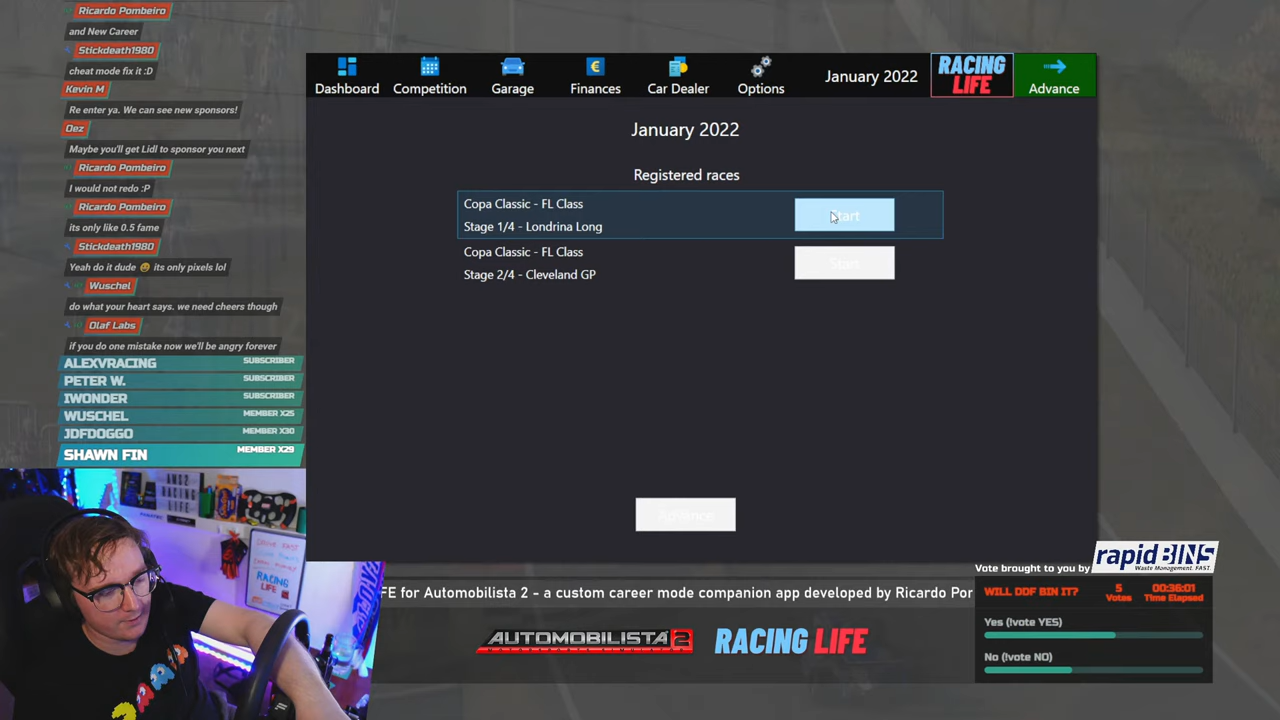 Ricardo Pombeiro
and New Career
Stickdeath1980
cheat mode fix it :D
Kevin M
Re enter ya. We can see new sponsors!
Dez
Maybe you'll get Lidl to sponsor you next
Ricardo Pombeiro
I would not redo :P
Ricardo Pombeiro
its only like 0.5 fame
Stickdeath1980
Yeah do it dude 😀 its only pixels lol
Wuschel
do what your heart says. we need cheers though
Olaf Labs
if you do one mistake now we'll be angry forever
ALEXVRACING SUBSCRIBER
PETER W. SUBSCRIBER
IWONDER SUBSCRIBER
WUSCHEL MEMBER X25
JDFDOGGO MEMBER X30
SHAWN FIN MEMBER X29
Dashboard
Competition
Garage
Finances
Car Dealer
Options
January 2022
RACING
LIFE
Advance
January 2022
Registered races
Copa Classic - FL Class
Stage 1/4 - Londrina Long
Start
Copa Classic - FL Class
Stage 2/4 - Cleveland GP
Start
Advance
AMS2
RACING
LIFE
RACING
LIFE
FE for Automobilista 2 - a custom career mode companion app developed by Ricardo Por
AUTOMOBILISTA 2
RACING LIFE
Vote brought to you by
rapidBINS
Waste Management. FAST.
WILL DDF BIN IT?
5
Votes
00:36:01
Time Elapsed
Yes (!vote YES)
No (!vote NO)